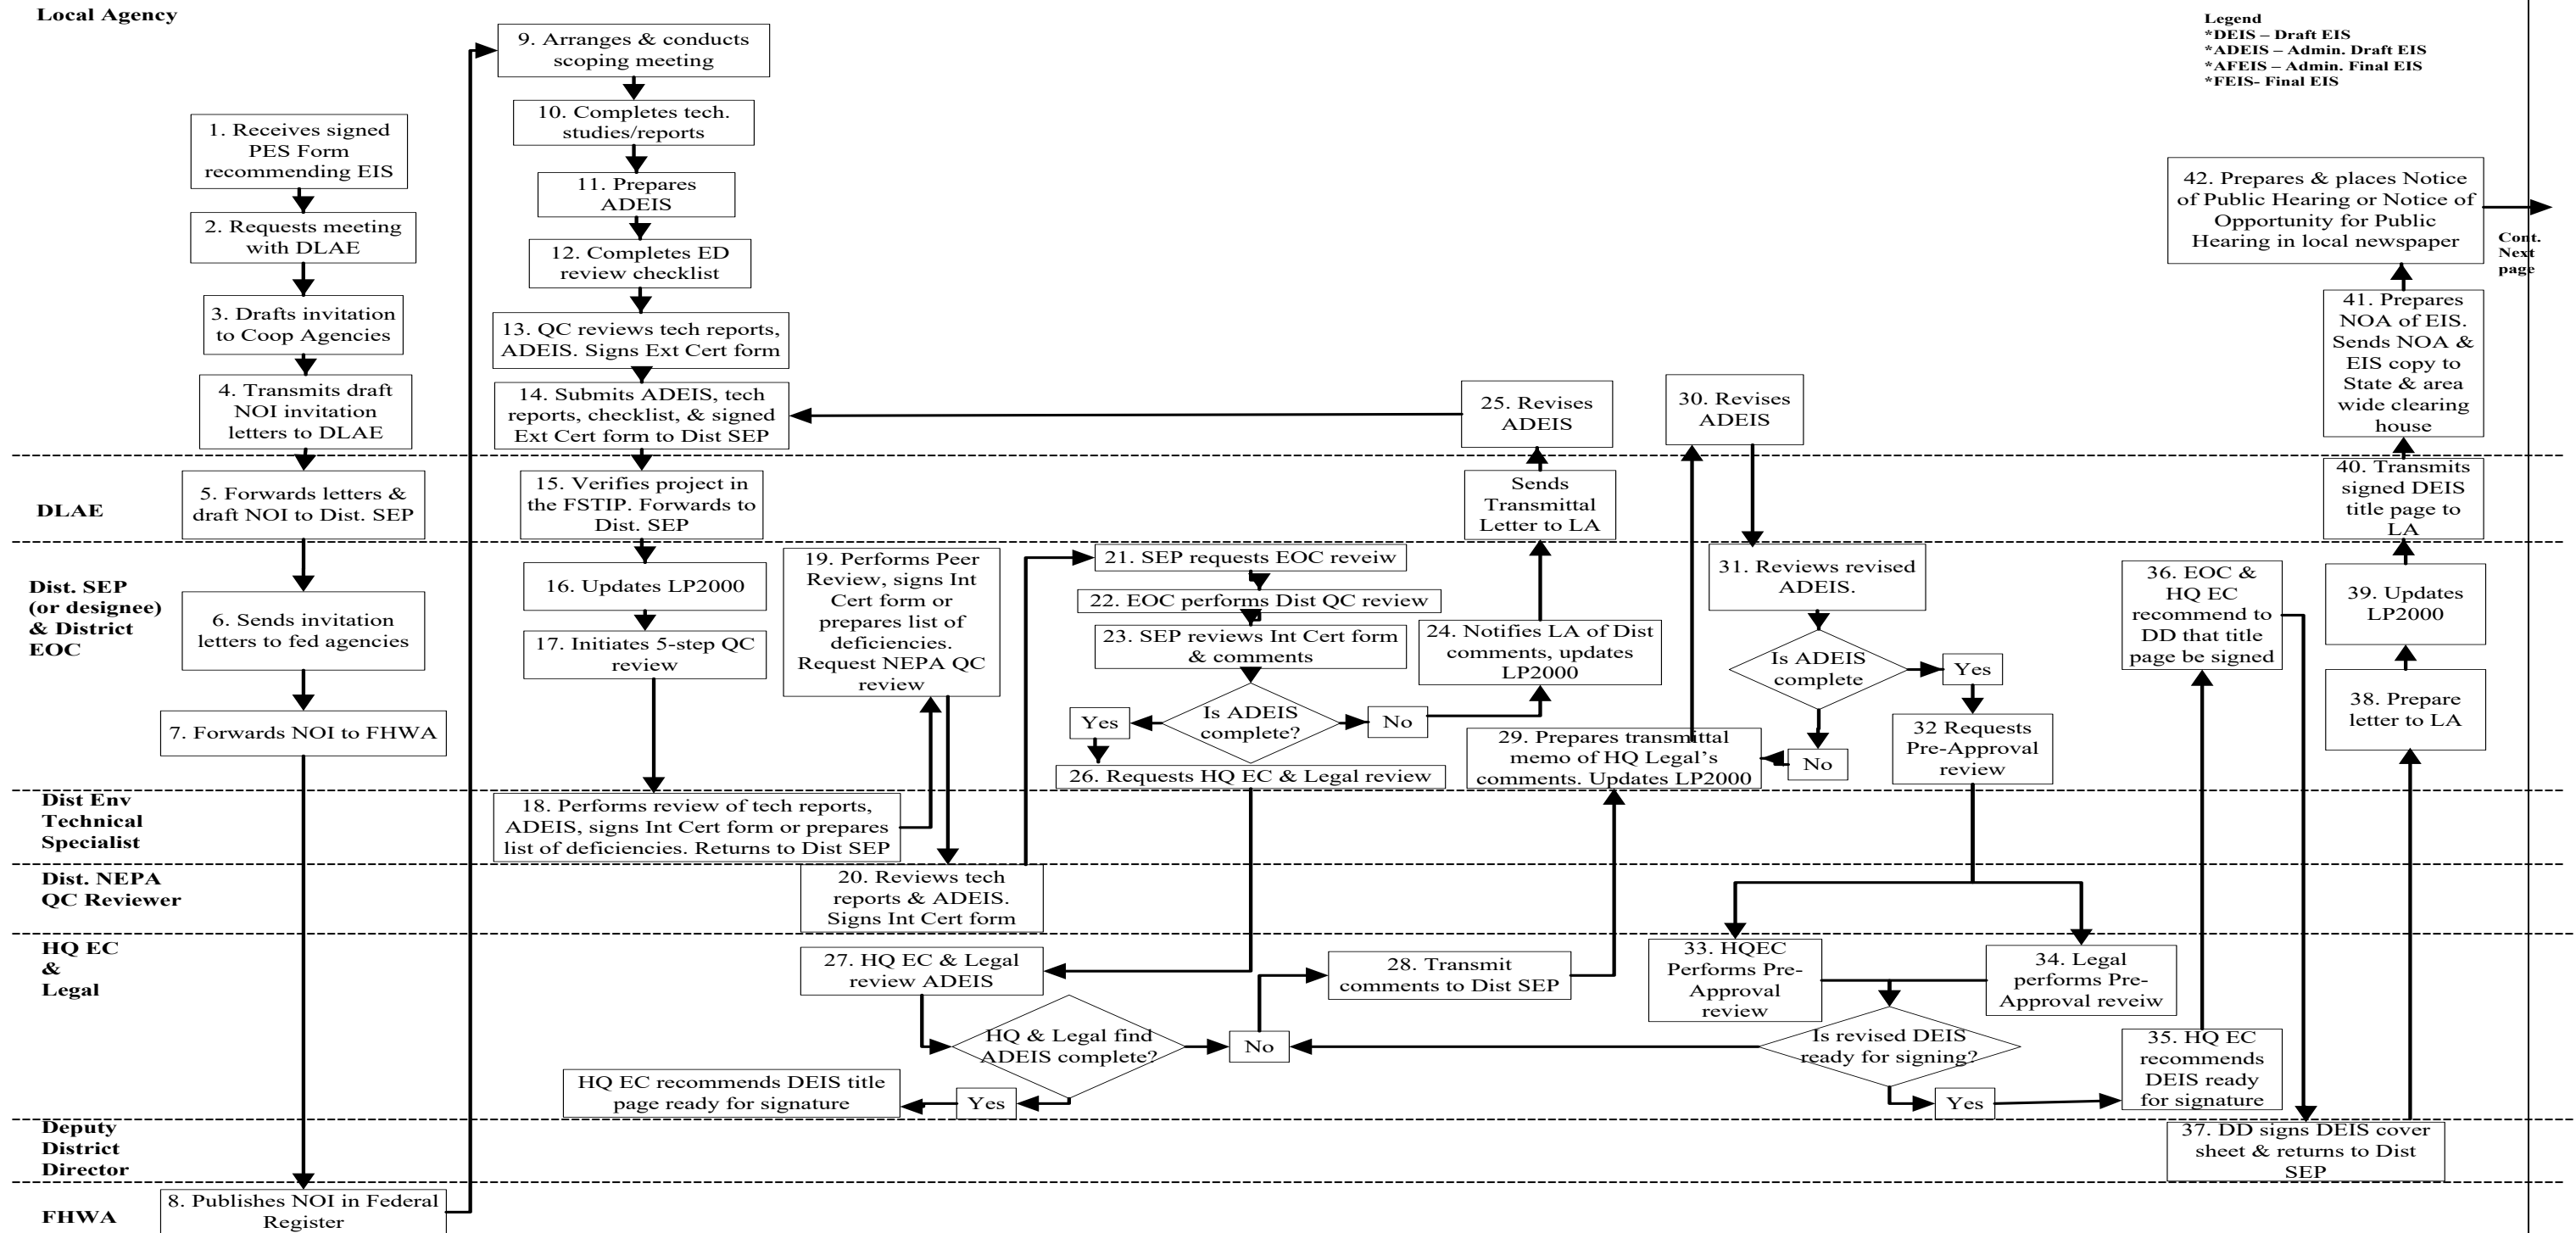 Local Agency
Legend
*DEIS – Draft EIS
*ADEIS – Admin. Draft EIS
*AFEIS – Admin. Final EIS
*FEIS- Final EIS
1. Receives signed
PES Form
recommending EIS
2. Requests meeting
with DLAE
3. Drafts invitation
to Coop Agencies
4. Transmits draft
NOI invitation
letters to DLAE
9. Arranges & conducts
scoping meeting
10. Completes tech.
studies/reports
11. Prepares
ADEIS
12. Completes ED
review checklist
13. QC reviews tech reports,
ADEIS. Signs Ext Cert form
14. Submits ADEIS, tech
reports, checklist, & signed
Ext Cert form to Dist SEP
25. Revises
ADEIS
30. Revises
ADEIS
42. Prepares & places Notice
of Public Hearing or Notice of
Opportunity for Public
Hearing in local newspaper
Cont.
Next
page
41. Prepares
NOA of EIS.
Sends NOA &
EIS copy to
State & area
wide clearing
house
DLAE
5. Forwards letters &
draft NOI to Dist. SEP
15. Verifies project in
the FSTIP. Forwards to
Dist. SEP
Sends
Transmittal
Letter to LA
40. Transmits
signed DEIS
title page to
LA
Dist. SEP
(or designee)
& District
EOC
6. Sends invitation
letters to fed agencies
7. Forwards NOI to FHWA
16. Updates LP2000
17. Initiates 5-step QC
review
19. Performs Peer
Review, signs Int
Cert form or
prepares list of
deficiencies.
Request NEPA QC
review
21. SEP requests EOC reveiw
22. EOC performs Dist QC review
23. SEP reviews Int Cert form
& comments
Is ADEIS
complete?
Yes
No
24. Notifies LA of Dist
comments, updates
LP2000
26. Requests HQ EC & Legal review
29. Prepares transmittal
memo of HQ Legal's
comments. Updates LP2000
31. Reviews revised
ADEIS.
Is ADEIS
complete
Yes
No
32 Requests
Pre-Approval
review
36. EOC &
HQ EC
recommend to
DD that title
page be signed
39. Updates
LP2000
38. Prepare
letter to LA
Dist Env
Technical
Specialist
18. Performs review of tech reports,
ADEIS, signs Int Cert form or prepares
list of deficiencies. Returns to Dist SEP
Dist. NEPA
QC Reviewer
20. Reviews tech
reports & ADEIS.
Signs Int Cert form
HQ EC
&
Legal
27. HQ EC & Legal
review ADEIS
HQ & Legal find
ADEIS complete?
No
Yes
HQ EC recommends DEIS title
page ready for signature
28. Transmit
comments to Dist SEP
33. HQEC
Performs Pre-
Approval
review
34. Legal
performs Pre-
Approval reveiw
Is revised DEIS
ready for signing?
Yes
35. HQ EC
recommends
DEIS ready
for signature
Deputy
District
Director
37. DD signs DEIS cover
sheet & returns to Dist
SEP
FHWA
8. Publishes NOI in Federal
Register